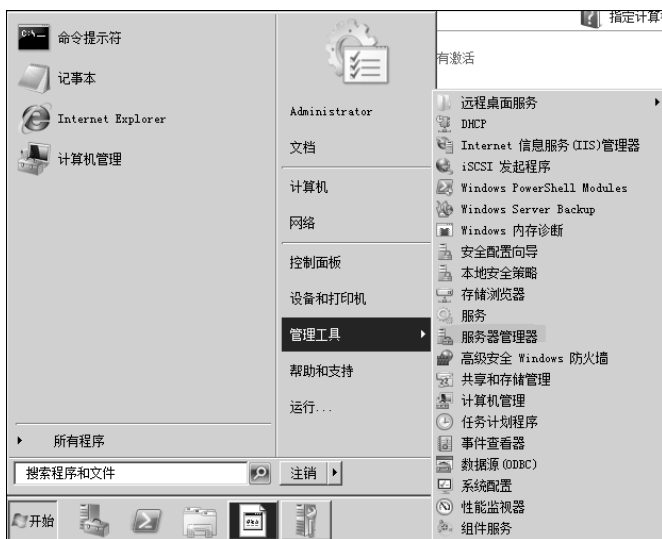 命令提示符
记事本
Internet Explorer
计算机管理
所有程序
搜索程序和文件
Administrator
文档
计算机
网络
控制面板
设备和打印机
管理工具
帮助和支持
运行...
注销
指定计算
有激活
远程桌面服务
DHCP
Internet 信息服务(IIS)管理器
iSCSI 发起程序
Windows PowerShell Modules
Windows Server Backup
Windows 内存诊断
安全配置向导
本地安全策略
存储浏览器
服务
服务器管理器
高级安全 Windows 防火墙
共享和存储管理
计算机管理
任务计划程序
事件查看器
数据源(ODBC)
系统配置
性能监视器
组件服务
开始